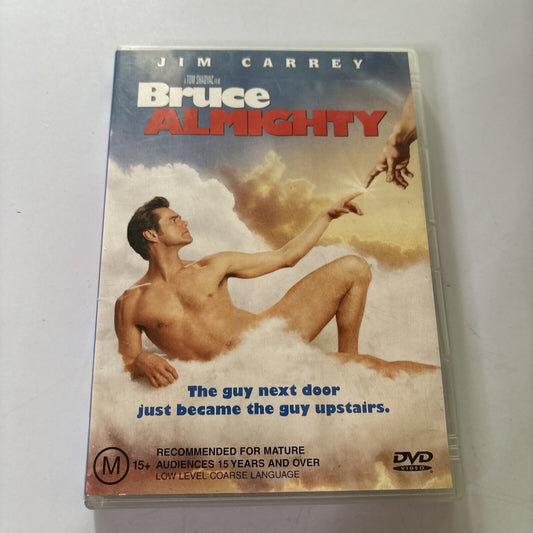 JIM CARREY
A TOM SHADYAC FILM
Bruce
ALMIGHTY
The guy next door
just became the guy upstairs.
M 15+
RECOMMENDED FOR MATURE
AUDIENCES 15 YEARS AND OVER
LOW LEVEL COARSE LANGUAGE
DVD
VIDEO